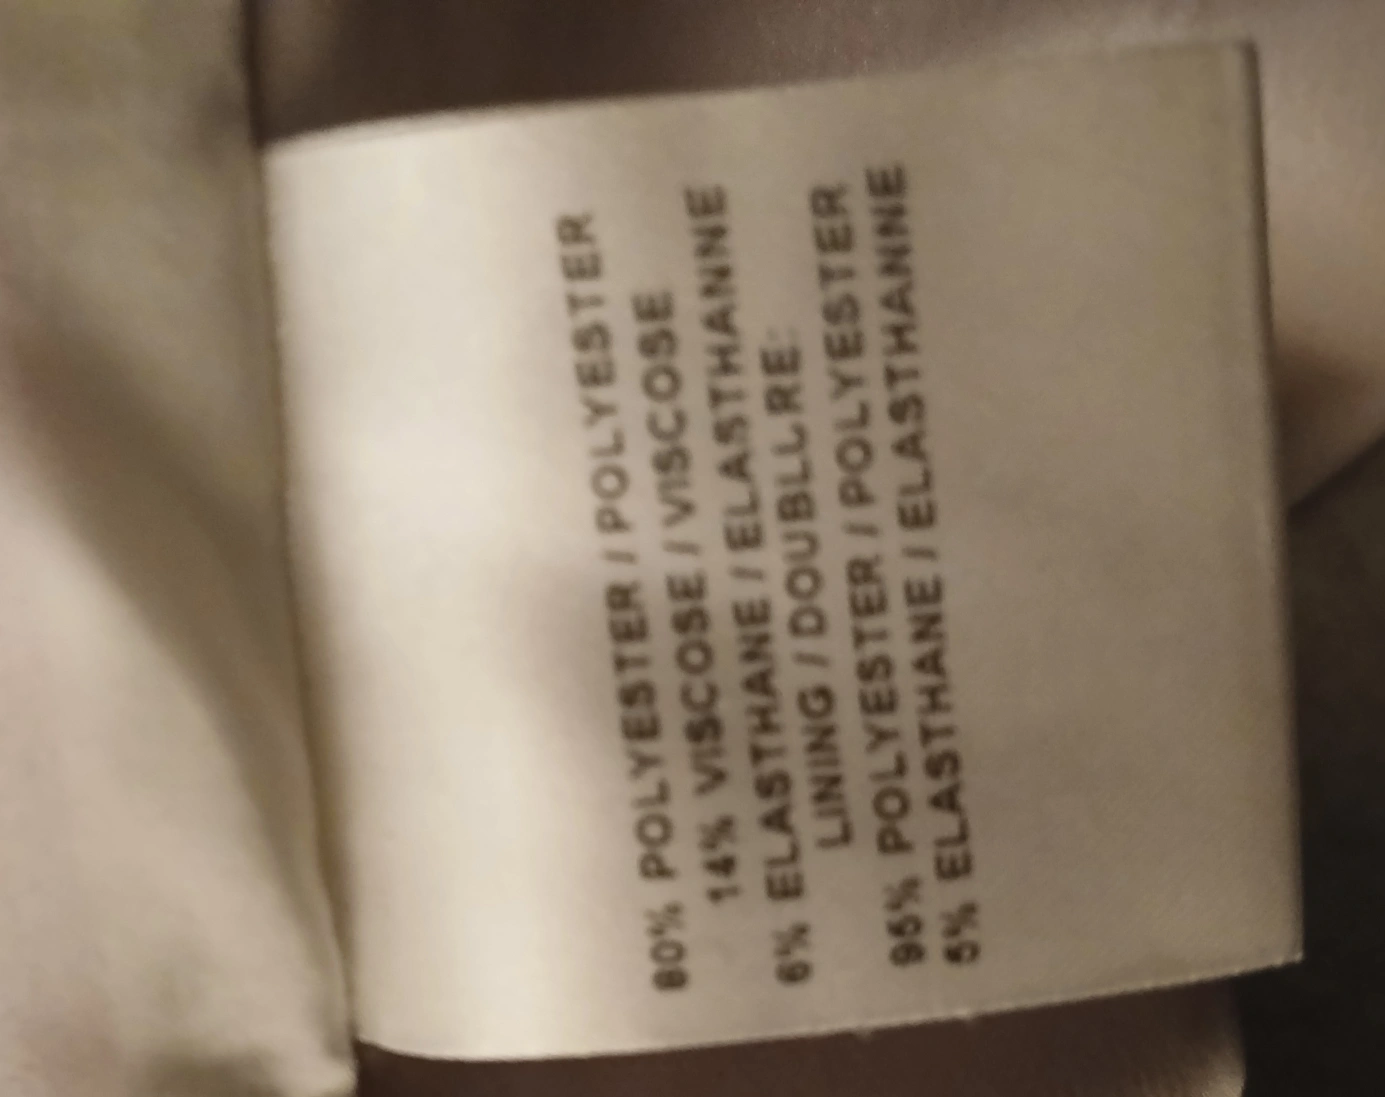 80% POLYESTER / POLYESTER
14% VISCOSE / VISCOSE
6% ELASTHANE / ELASTHANNE
LINING / DOUBLLRE:
95% POLYESTER / POLYESTER
5% ELASTHANE / ELASTHANNE